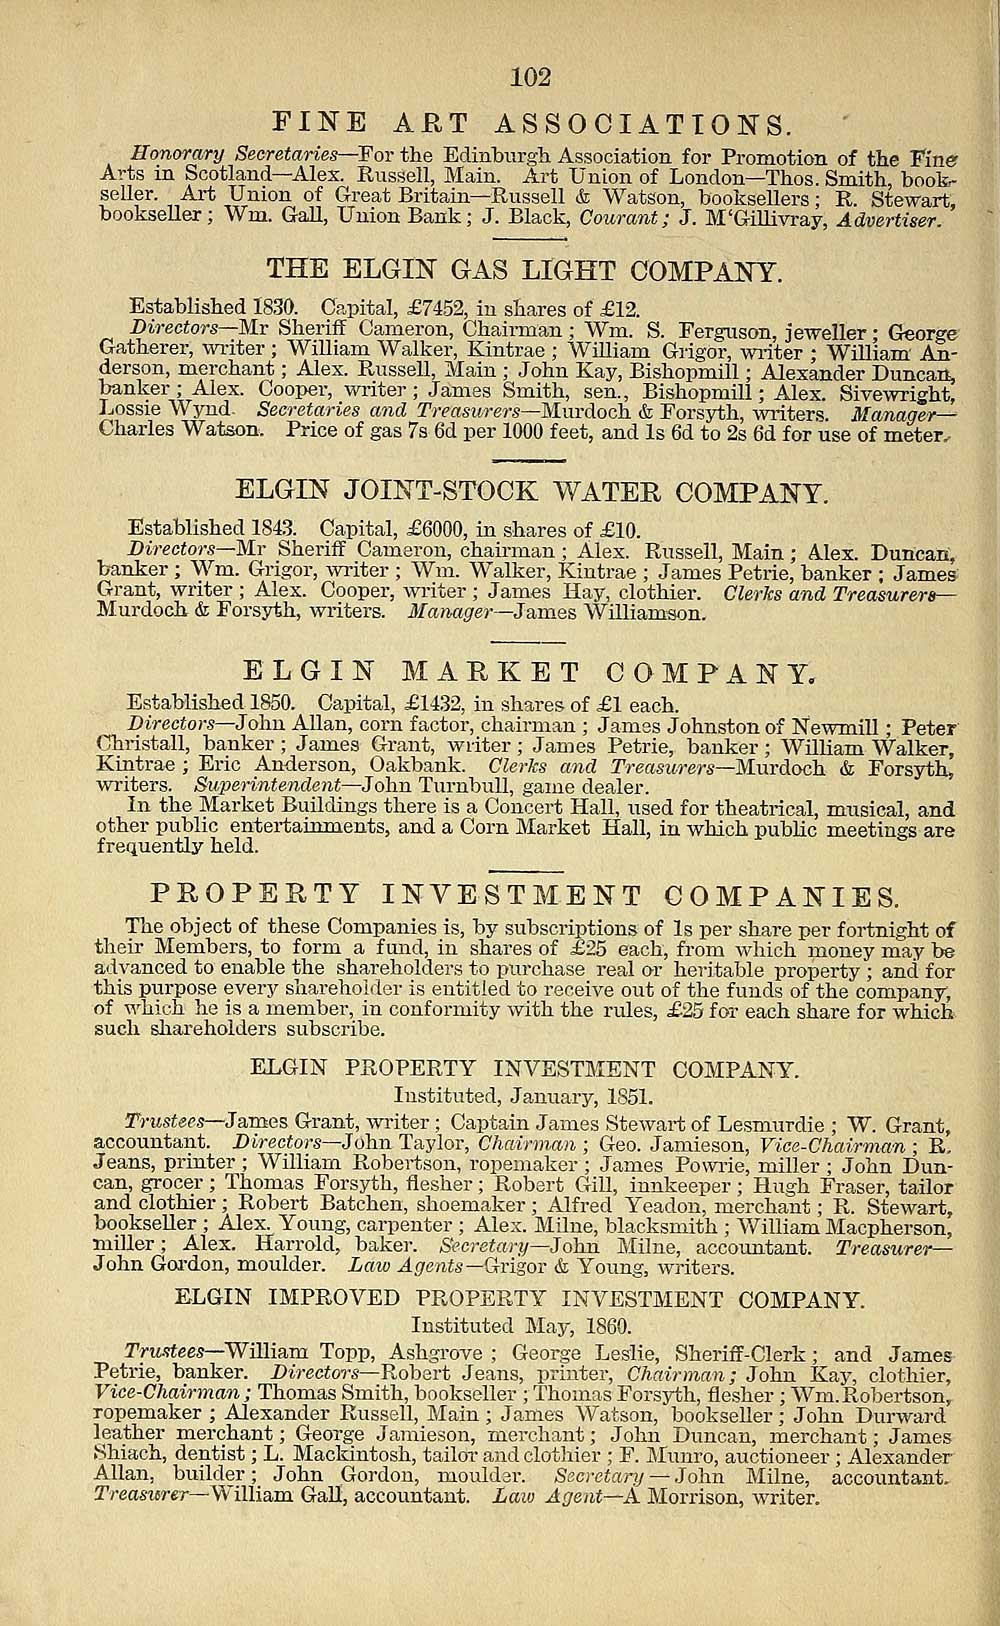 102
FINE ART ASSOCIATIONS.
Honorary Secretaries—For the Edinburgh Association for Promotion of the Fine
Arts in Scotland—Alex. Russell, Main. Art Union of London—Thos. Smith, book-
seller. Art Union of Great Britain—Russell & Watson, booksellers; R. Stewart,
bookseller; Wm. Gall, Union Bank; J. Black, Courant; J. M'Gillivray, Advertiser.
THE ELGIN GAS LIGHT COMPANY.
Established 1830. Capital, £7452, in shares of £12.
Directors—Mr Sheriff Cameron, Chairman; Wm. S. Ferguson, jeweller; George
Gatherer, writer; William Walker, Kintrae; William Grigor, writer; William An-
derson, merchant; Alex. Russell, Main; John Kay, Bishopmill; Alexander Duncan,
banker; Alex. Cooper, writer; James Smith, sen., Bishopmill; Alex. Sivewright,
Lossie Wynd. Secretaries and Treasurers—Murdoch & Forsyth, writers. Manager—
Charles Watson. Price of gas 7s 6d per 1000 feet, and 1s 6d to 2s 6d for use of meter.
ELGIN JOINT-STOCK WATER COMPANY.
Established 1843. Capital, £6000, in shares of £10.
Directors—Mr Sheriff Cameron, chairman; Alex. Russell, Main; Alex. Duncan,
banker; Wm. Grigor, writer; Wm. Walker, Kintrae; James Petrie, banker; James
Grant, writer; Alex. Cooper, writer; James Hay, clothier. Clerks and Treasurers—
Murdoch & Forsyth, writers. Manager—James Williamson.
ELGIN MARKET COMPANY.
Established 1850. Capital, £1432, in shares of £1 each.
Directors—John Allan, corn factor, chairman; James Johnston of Newmill; Peter
Christall, banker; James Grant, writer; James Petrie, banker; William Walker,
Kintrae; Eric Anderson, Oakbank. Clerks and Treasurers—Murdoch & Forsyth,
writers. Superintendent—John Turnbull, game dealer.
In the Market Buildings there is a Concert Hall, used for theatrical, musical, and
other public entertainments, and a Corn Market Hall, in which public meetings are
frequently held.
PROPERTY INVESTMENT COMPANIES.
The object of these Companies is, by subscriptions of 1s per share per fortnight of
their Members, to form a fund, in shares of £25 each, from which money may be
advanced to enable the shareholders to purchase real or heritable property; and for
this purpose every shareholder is entitled to receive out of the funds of the company,
of which he is a member, in conformity with the rules, £25 for each share for which
such shareholders subscribe.
ELGIN PROPERTY INVESTMENT COMPANY.
Instituted, January, 1851.
Trustees—James Grant, writer; Captain James Stewart of Lesmurdie; W. Grant,
accountant. Directors—John Taylor, Chairman; Geo. Jamieson, Vice-Chairman; R.
Jeans, printer; William Robertson, ropemaker; James Powrie, miller; John Dun-
can, grocer; Thomas Forsyth, flesher; Robert Gill, innkeeper; Hugh Fraser, tailor
and clothier; Robert Batchen, shoemaker; Alfred Yeadon, merchant; R. Stewart,
bookseller; Alex. Young, carpenter; Alex. Milne, blacksmith; William Macpherson,
miller; Alex. Harrold, baker. Secretary—John Milne, accountant. Treasurer—
John Gordon, moulder. Law Agents—Grigor & Young, writers.
ELGIN IMPROVED PROPERTY INVESTMENT COMPANY.
Instituted May, 1860.
Trustees—William Topp, Ashgrove; George Leslie, Sheriff-Clerk; and James
Petrie, banker. Directors—Robert Jeans, printer, Chairman; John Kay, clothier,
Vice-Chairman; Thomas Smith, bookseller; Thomas Forsyth, flesher; Wm. Robertson,
ropemaker; Alexander Russell, Main; James Watson, bookseller; John Durward
leather merchant; George Jamieson, merchant; John Duncan, merchant; James
Shiach, dentist; L. Mackintosh, tailor and clothier; F. Munro, auctioneer; Alexander
Allan, builder; John Gordon, moulder. Secretary—John Milne, accountant.
Treasurer—William Gall, accountant. Law Agent—A Morrison, writer.